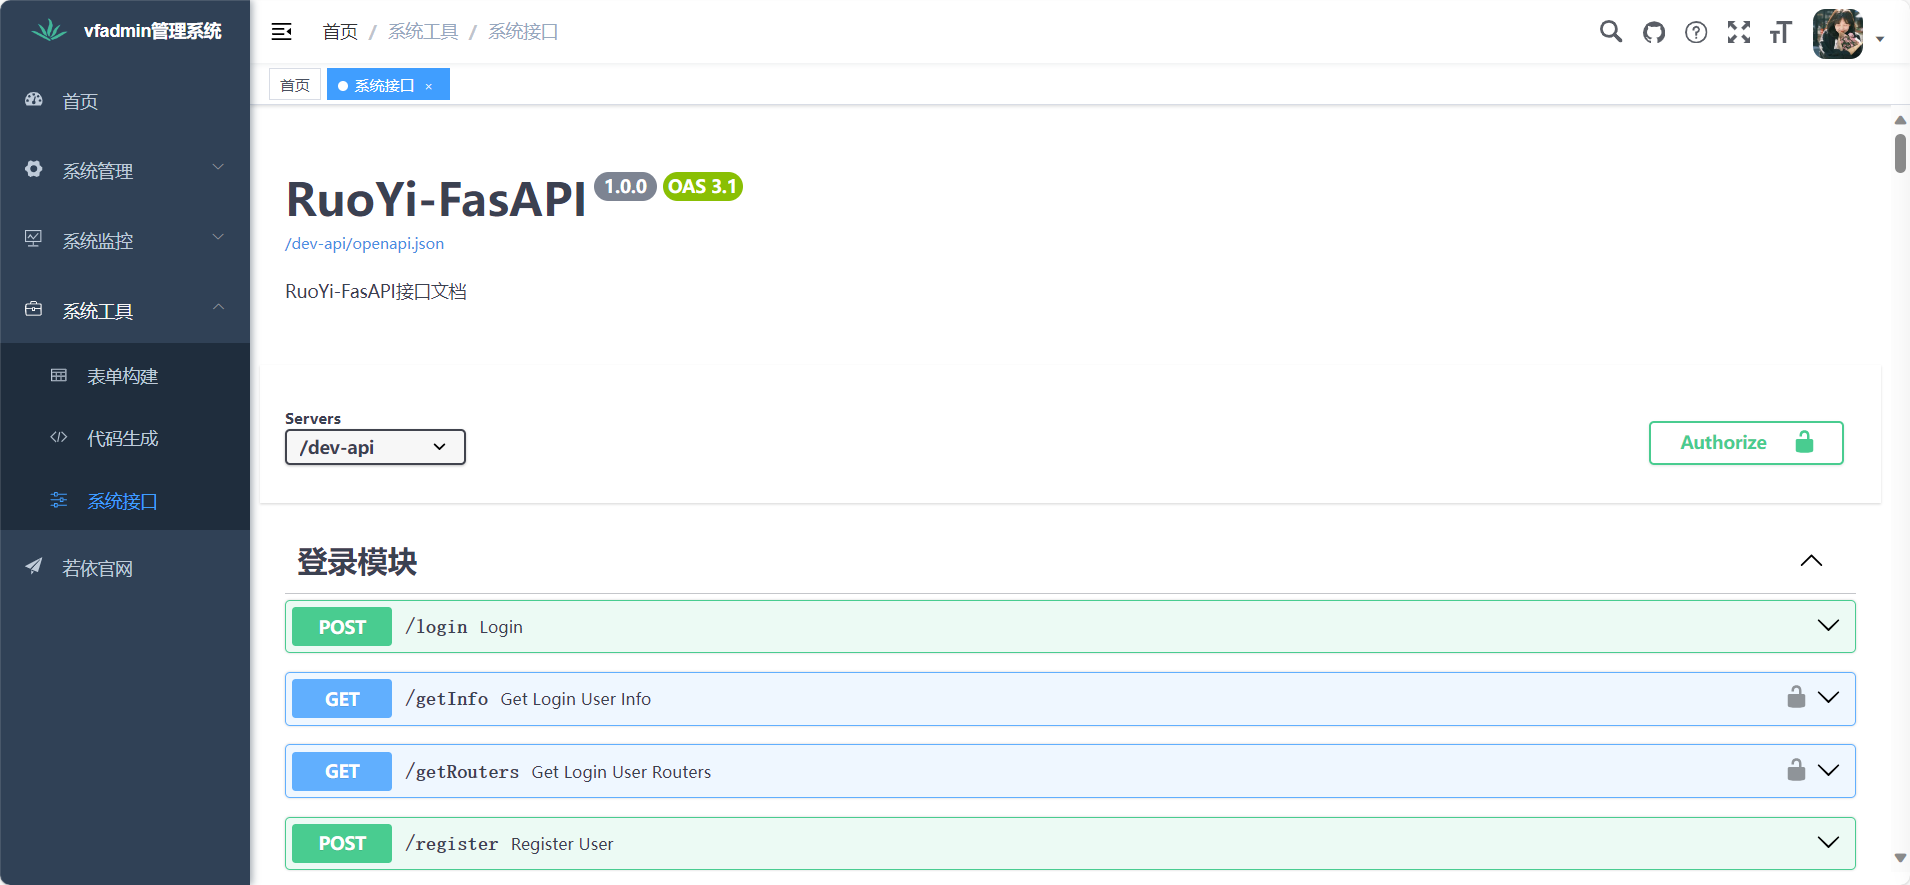 vfadmin管理系统
首页
系统管理
系统监控
系统工具
表单构建
代码生成
系统接口
若依官网
首页 / 系统工具 / 系统接口
首页
系统接口 ×
RuoYi-FasAPI 1.0.0 OAS 3.1
/dev-api/openapi.json
RuoYi-FasAPI接口文档
Servers
/dev-api
Authorize
登录模块
POST /login Login
GET /getInfo Get Login User Info
GET /getRouters Get Login User Routers
POST /register Register User